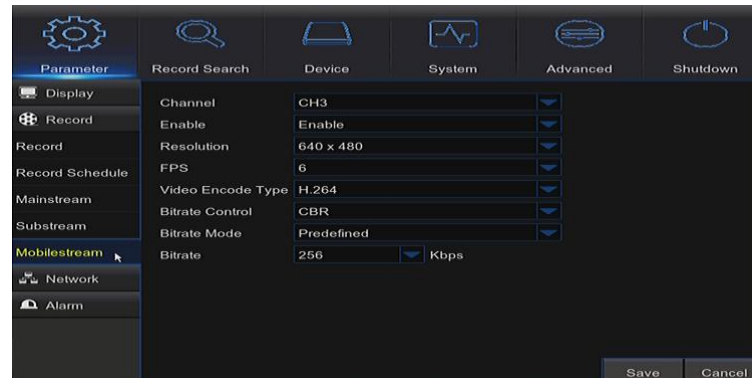 Parameter Record Search Device System Advanced Shutdown
Display
Record
Record
Record Schedule
Mainstream
Substream
Mobilestream
Network
Alarm
Channel CH3
Enable Enable
Resolution 640 x 480
FPS 6
Video Encode Type H.264
Bitrate Control CBR
Bitrate Mode Predefined
Bitrate 256 Kbps
Save Cancel